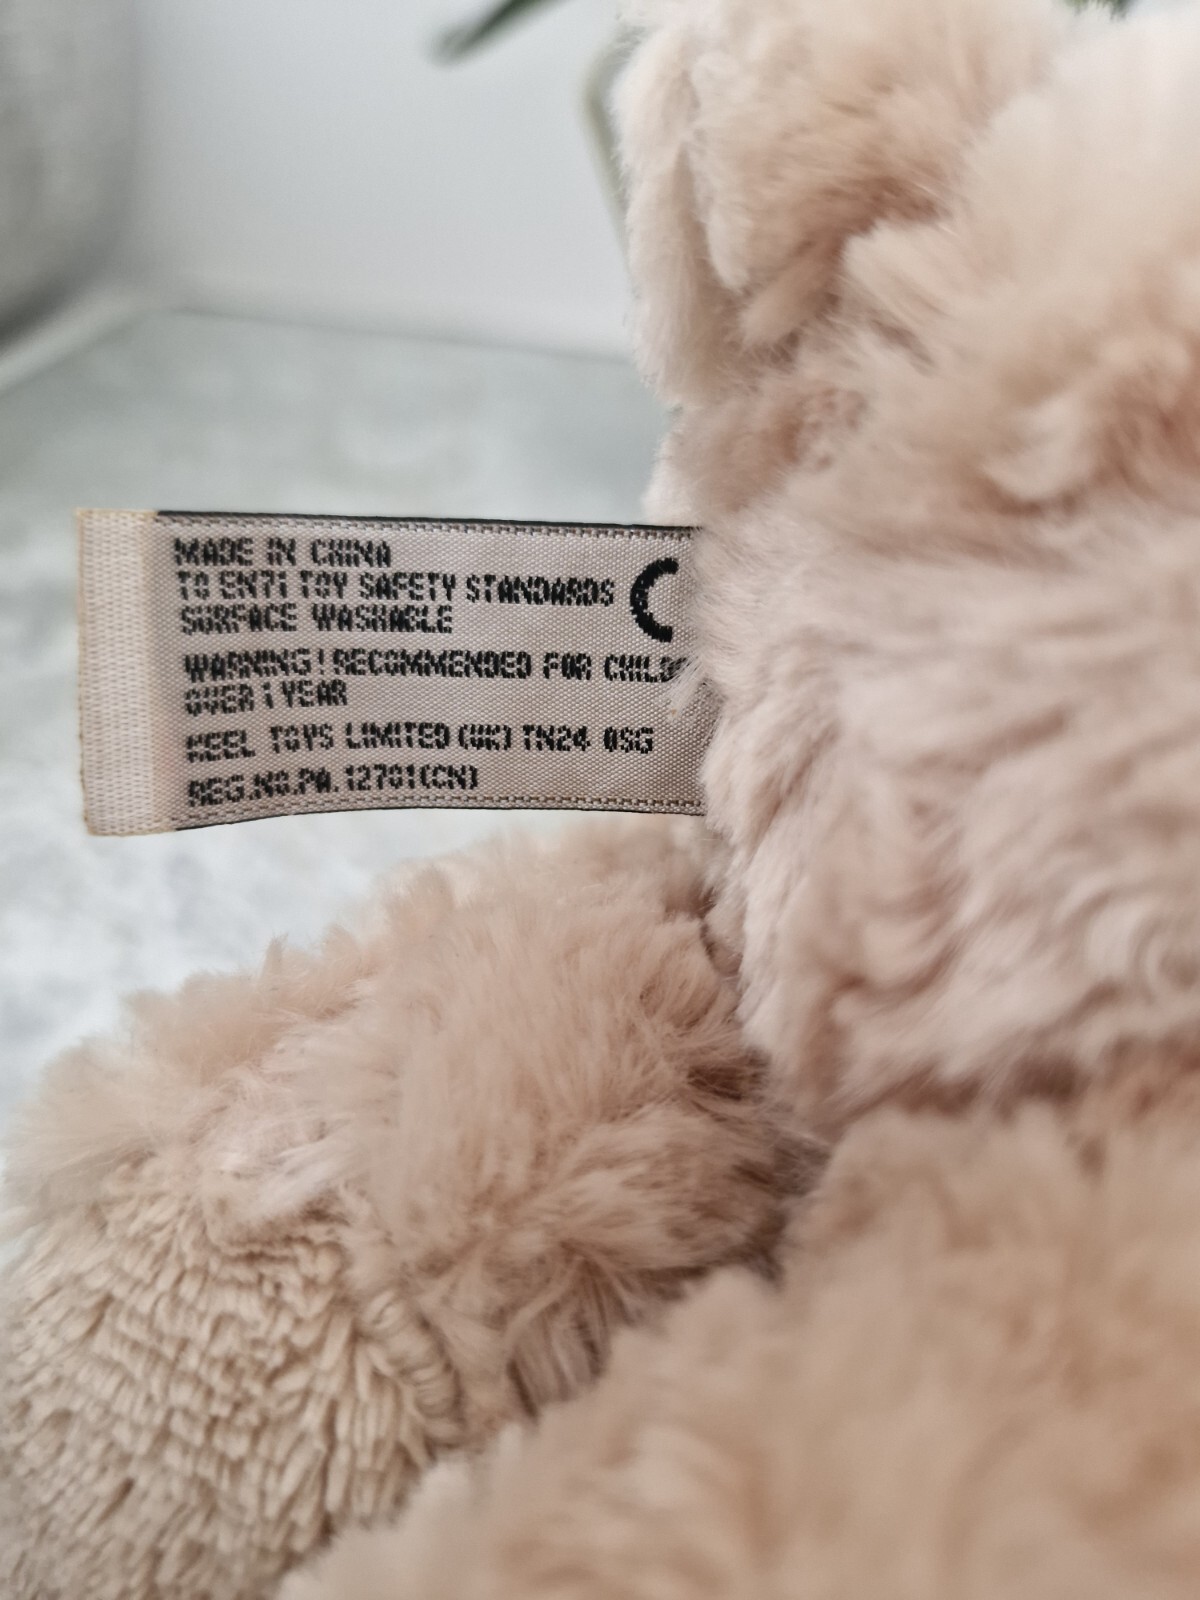 MADE IN CHINA
TO EN71 TOY SAFETY STANDARDS C
SURFACE WASHABLE
WARNING! RECOMMENDED FOR CHILD
OVER 1 YEAR
KEEL TOYS LIMITED (UK) TN24 0SG
REG.NO.PA.12701(CN)